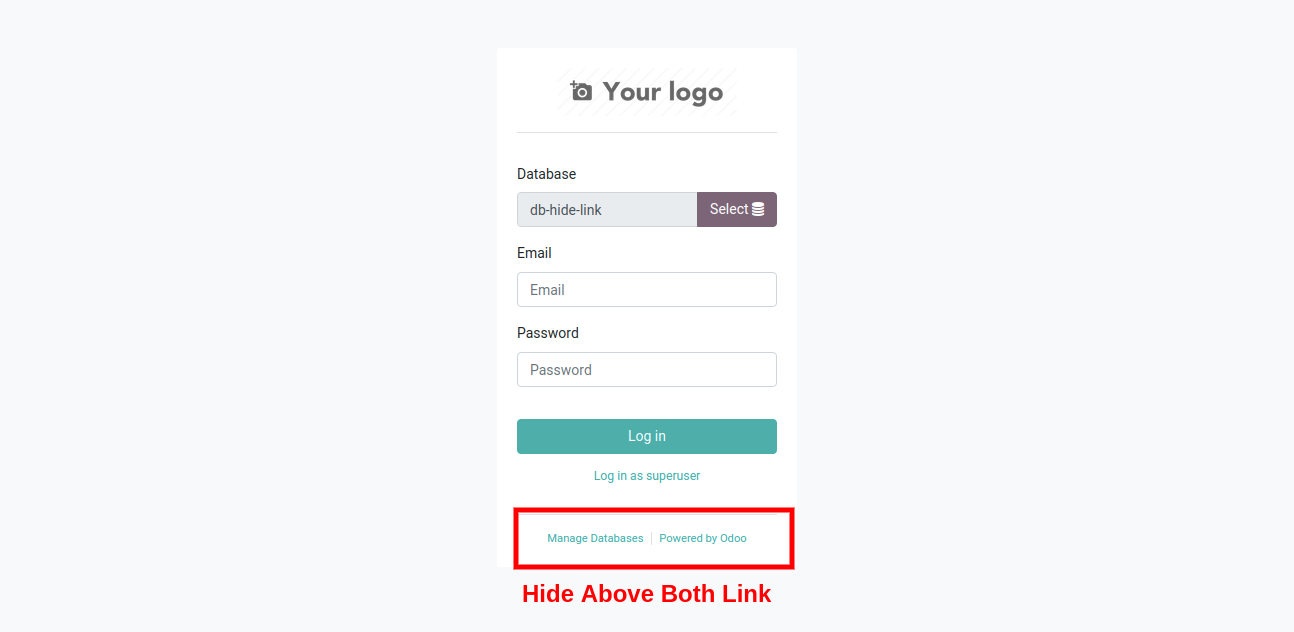 Your logo
Database
db-hide-link Select
Email
Email
Password
Password
Log in
Log in as superuser
Manage Databases | Powered by Odoo
Hide Above Both Link